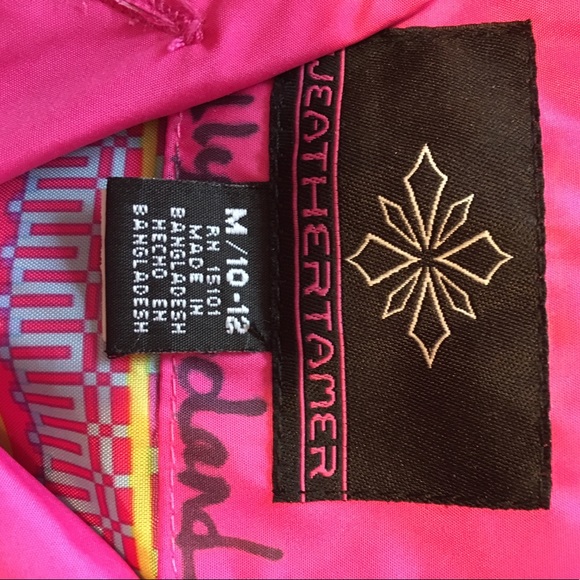 WEATHERTAMER
M/10-12
RN 15101
MADE IN
BANGLADESH
HECHO EN
BANGLADESH